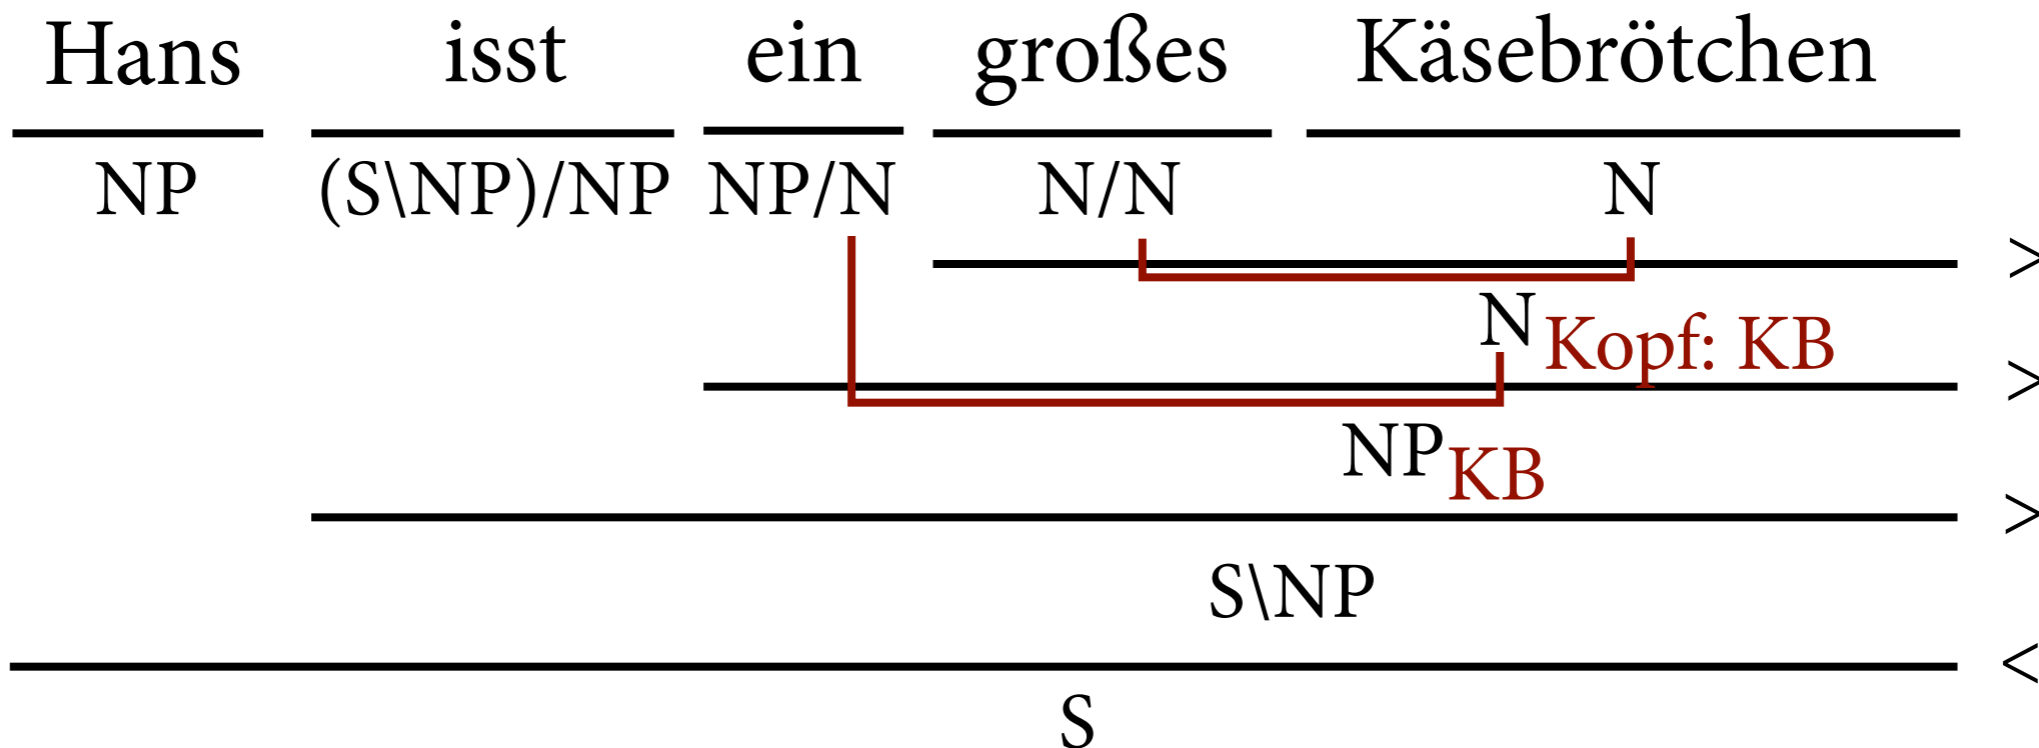 Hans isst ein großes Käsebrötchen
NP (S\NP)/NP NP/N N/N N
>
N Kopf: KB
>
NP KB
>
S\NP
<
S